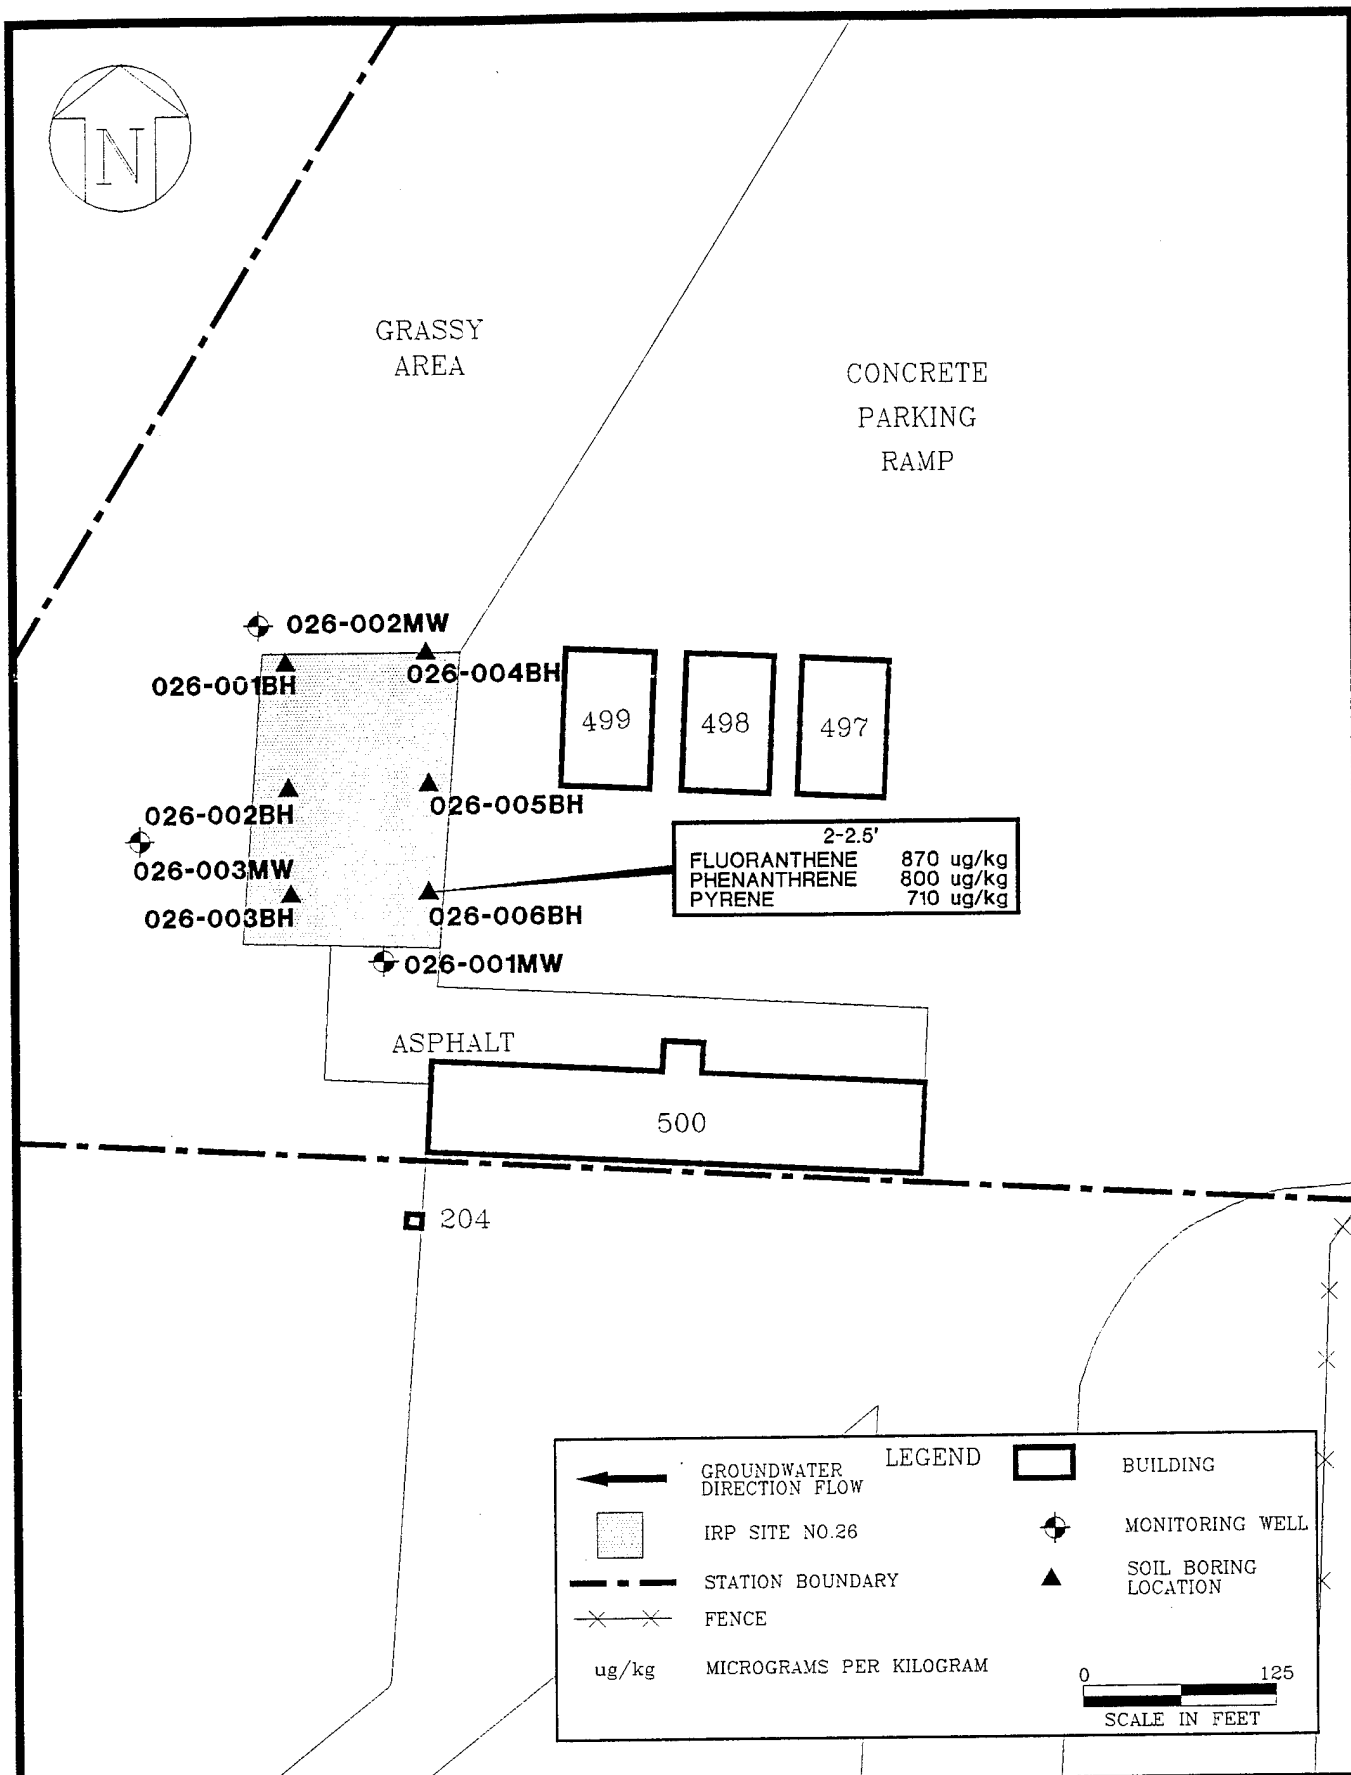 N
GRASSY
AREA
CONCRETE
PARKING
RAMP
026-002MW
026-001BH
026-004BH
499
498
497
026-002BH
026-005BH
2-2.5'
FLUORANTHENE 870 ug/kg
PHENANTHRENE 800 ug/kg
PYRENE 710 ug/kg
026-003MW
026-003BH
026-006BH
026-001MW
ASPHALT
500
204
LEGEND
GROUNDWATER
DIRECTION FLOW
BUILDING
IRP SITE NO.26
MONITORING WELL
STATION BOUNDARY
SOIL BORING
LOCATION
FENCE
ug/kg MICROGRAMS PER KILOGRAM
0 125
SCALE IN FEET